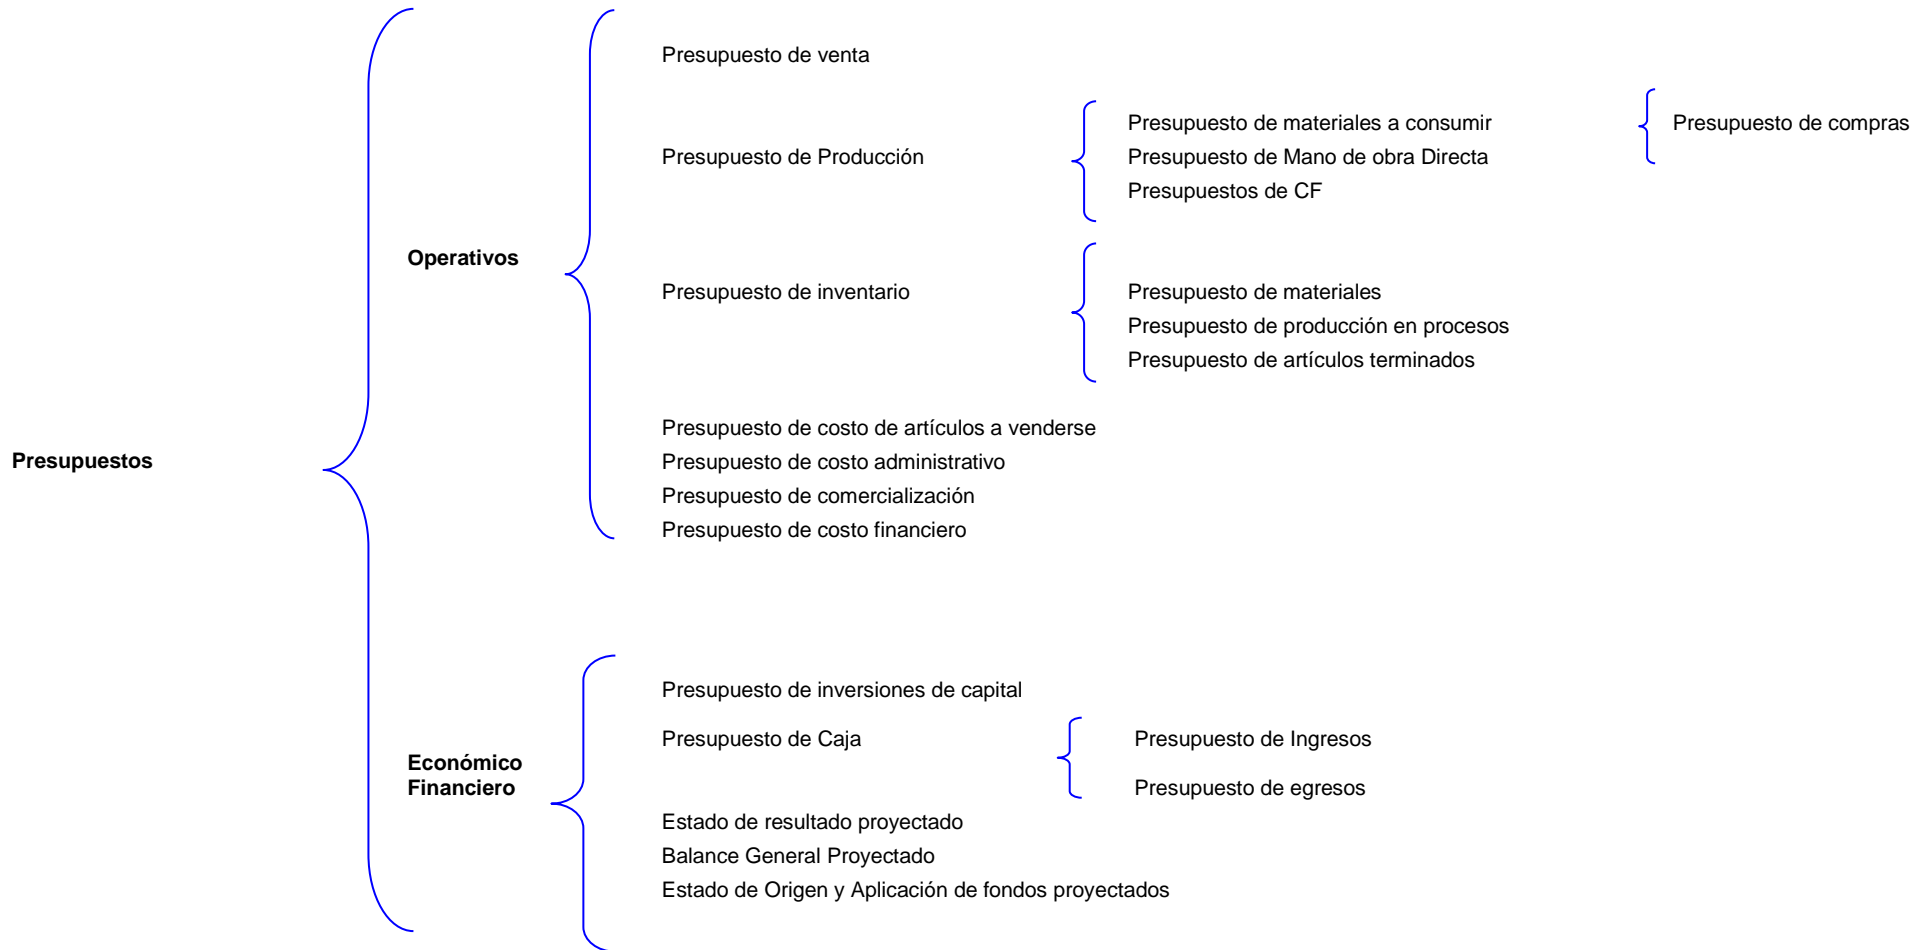 Presupuesto de venta
Presupuesto de materiales a consumir
Presupuesto de compras
Presupuesto de Producción
Presupuesto de Mano de obra Directa
Presupuestos de CF
Operativos
Presupuesto de inventario
Presupuesto de materiales
Presupuesto de producción en procesos
Presupuesto de artículos terminados
Presupuesto de costo de artículos a venderse
Presupuestos
Presupuesto de costo administrativo
Presupuesto de comercialización
Presupuesto de costo financiero
Presupuesto de inversiones de capital
Presupuesto de Caja
Presupuesto de Ingresos
Económico
Financiero
Presupuesto de egresos
Estado de resultado proyectado
Balance General Proyectado
Estado de Origen y Aplicación de fondos proyectados